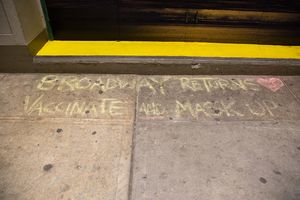 BROADWAY RETURNS
VACCINATE AND MASK UP